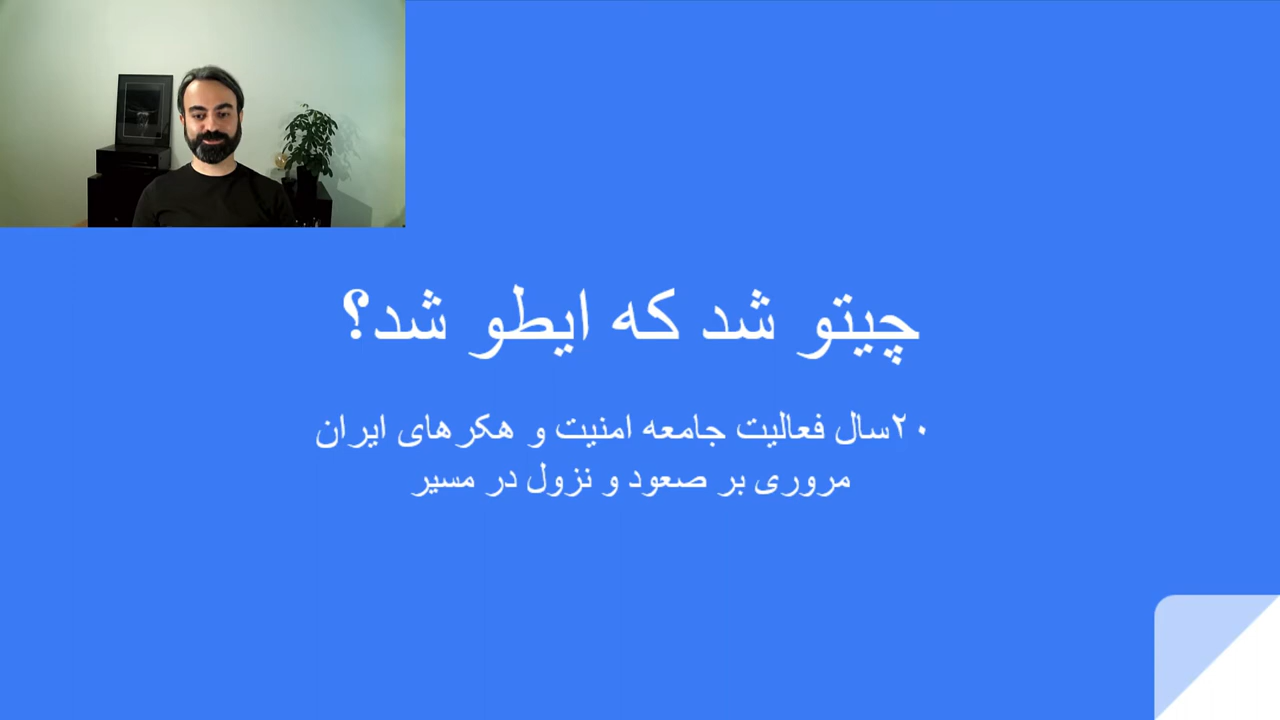 چیتو شد که ایطو شد؟
۲۰سال فعالیت جامعه امنیت و هکرهای ایران
مروری بر صعود و نزول در مسیر